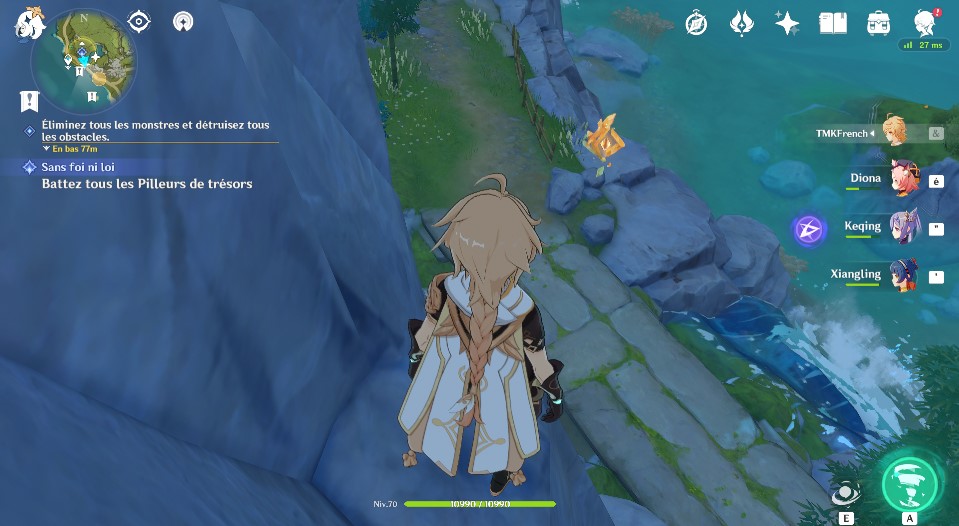 N
27 ms
Éliminez tous les monstres et détruisez tous
les obstacles.
En bas 77m
Sans foi ni loi
Battez tous les Pilleurs de trésors
TMKFrench
&
Diona
é
Keqing
"
Xiangling
'
Niv.70
10990 / 10990
E
A